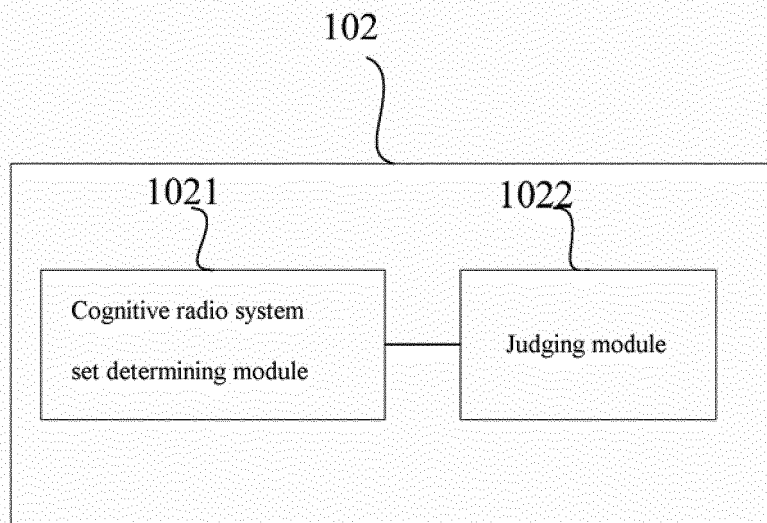 102
1021
1022
Cognitive radio system
set determining module
Judging module